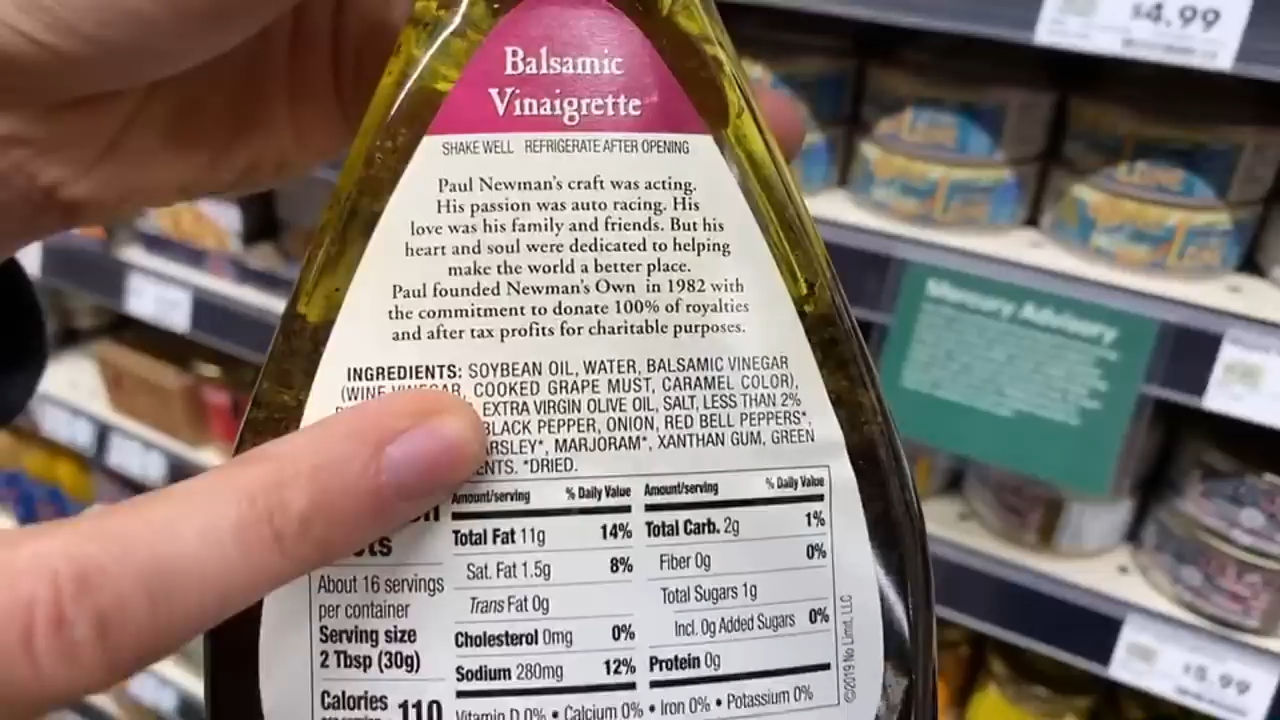 $4.99
Balsamic
Vinaigrette
SHAKE WELL REFRIGERATE AFTER OPENING
Paul Newman's craft was acting.
His passion was auto racing. His
love was his family and friends. But his
heart and soul were dedicated to helping
make the world a better place.
Paul founded Newman's Own in 1982 with
the commitment to donate 100% of royalties
and after tax profits for charitable purposes.
INGREDIENTS: SOYBEAN OIL, WATER, BALSAMIC VINEGAR
(WINE VINEGAR, COOKED GRAPE MUST, CARAMEL COLOR),
EXTRA VIRGIN OLIVE OIL, SALT, LESS THAN 2%
BLACK PEPPER, ONION, RED BELL PEPPERS*,
MARJORAM*, XANTHAN GUM, GREEN
*DRIED.
Amount/serving % Daily Value Amount/serving % Daily Value
Total Fat 11g 14% Total Carb. 2g 1%
Sat. Fat 1.5g 8% Fiber 0g 0%
Trans Fat 0g Total Sugars 1g
Cholesterol 0mg 0% Incl. 0g Added Sugars 0%
Sodium 280mg 12% Protein 0g
Vitamin D 0% • Calcium 0% • Iron 0% • Potassium 0%
About 16 servings
per container
Serving size
2 Tbsp (30g)
Calories 110
©2019 No Limit, LLC
Mercury Advisory
$5.99